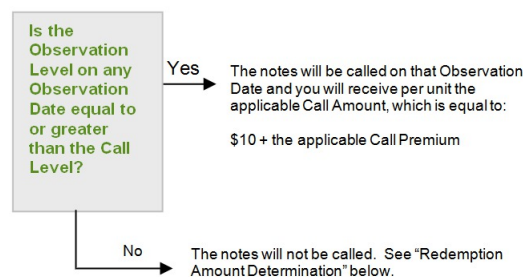 Is the
Observation
Level on any
Observation
Date equal to
or greater
than the Call
Level?
Yes
The notes will be called on that Observation
Date and you will receive per unit the
applicable Call Amount, which is equal to:
$10 + the applicable Call Premium
No
The notes will not be called. See “Redemption
Amount Determination” below.